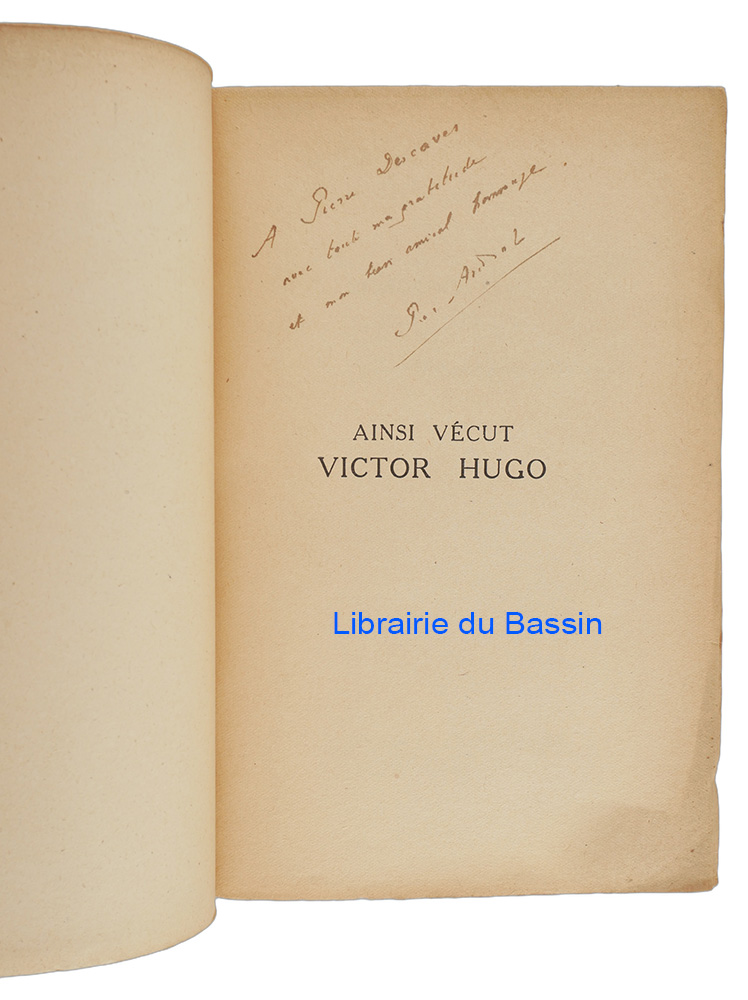 A Pierre Descaves
avec toute ma gratitude
et mon bien amical hommage.
AINSI VÉCUT
VICTOR HUGO
Librairie du Bassin